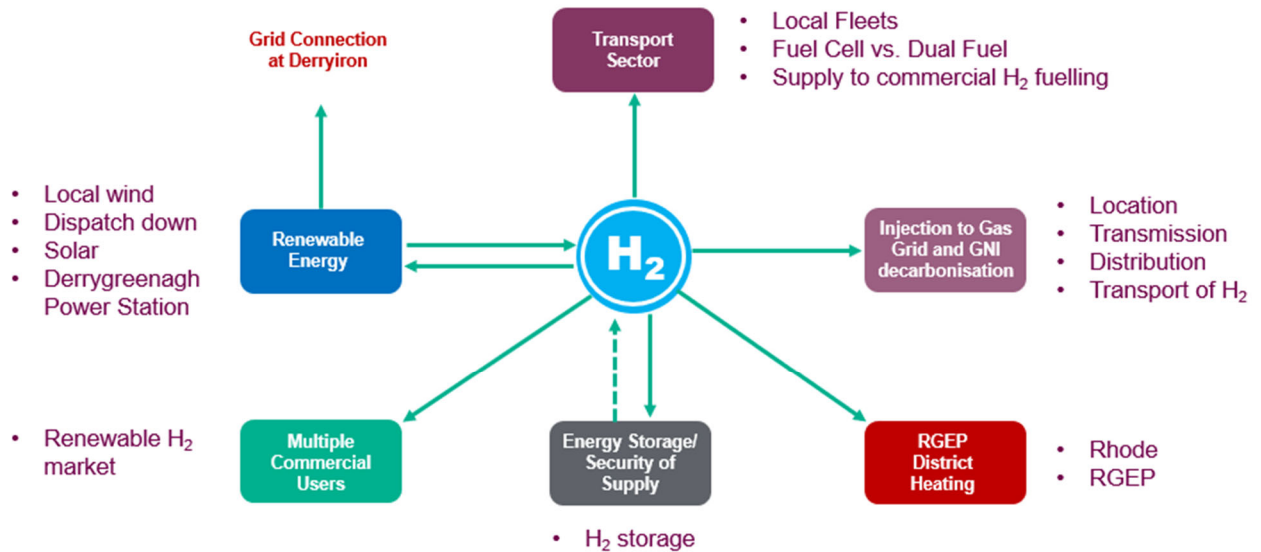 Grid Connection
at Derryiron
Transport
Sector
• Local Fleets
• Fuel Cell vs. Dual Fuel
• Supply to commercial H₂ fuelling
• Local wind
• Dispatch down
• Solar
• Derrygreenagh
Power Station
Renewable
Energy
H₂
Injection to Gas
Grid and GNI
decarbonisation
• Location
• Transmission
• Distribution
• Transport of H₂
• Renewable H₂
market
Multiple
Commercial
Users
Energy Storage/
Security of
Supply
• H₂ storage
RGEP
District
Heating
• Rhode
• RGEP